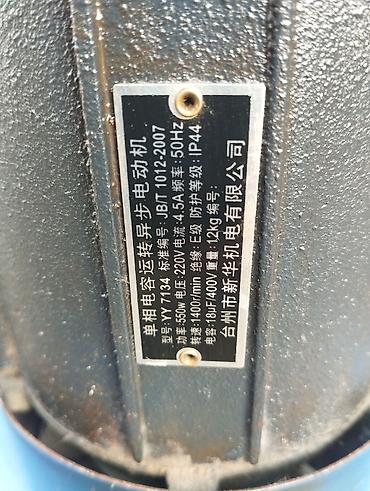 单相电容运转异步电动机
型号:YY 7134 标准编号:JB/T 1012-2007
功率:550w 电压:220V 电流:4.5A 频率:50Hz
转速:1400r/min 绝缘:E级 防护等级:IP44
电容:18uF/400V 重量:12kg 编号:
台州市新华机电有限公司